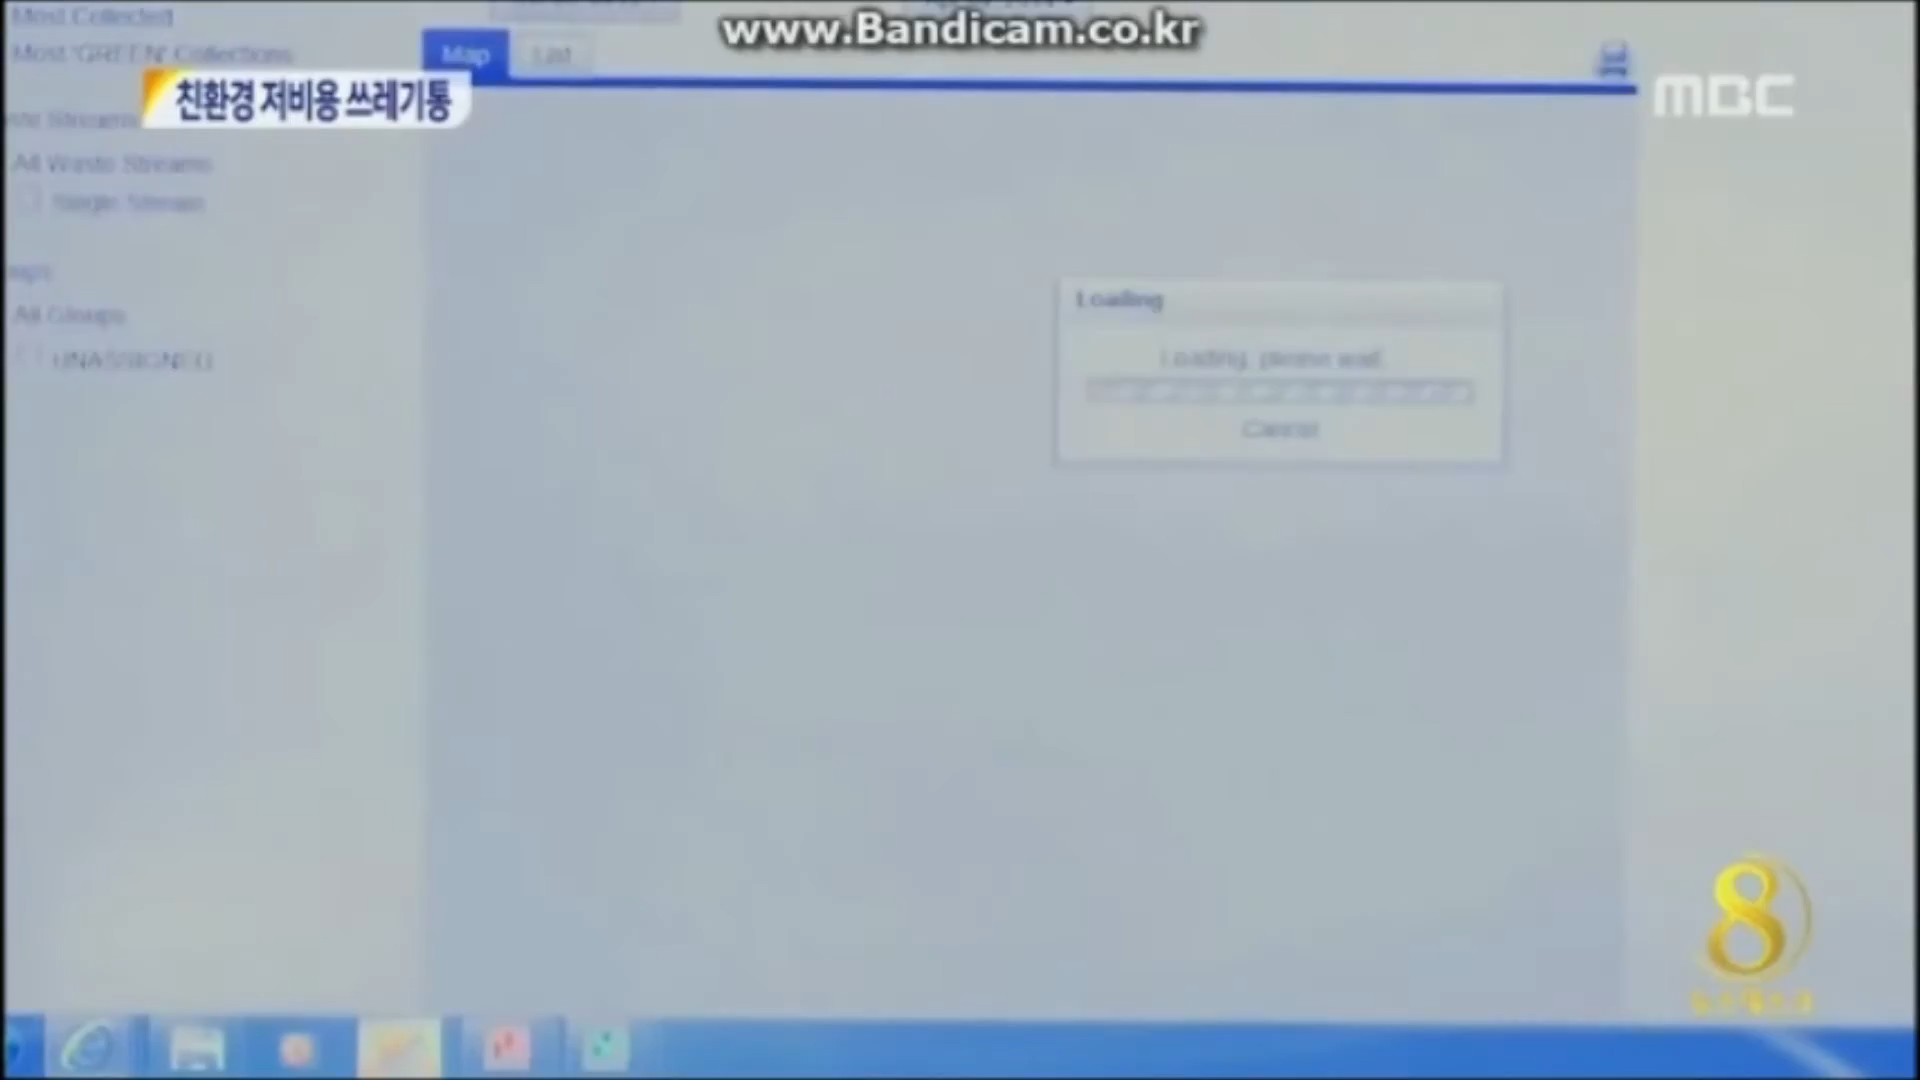 www.Bandicam.co.kr
Most Collected
Most 'GREEN' Collections
Map
List
친환경 저비용 쓰레기통
MBC
Streams
All Waste Streams
Single Stream
All Groups
UNASSIGNED
Loading
Loading, please wait.
Cancel
8